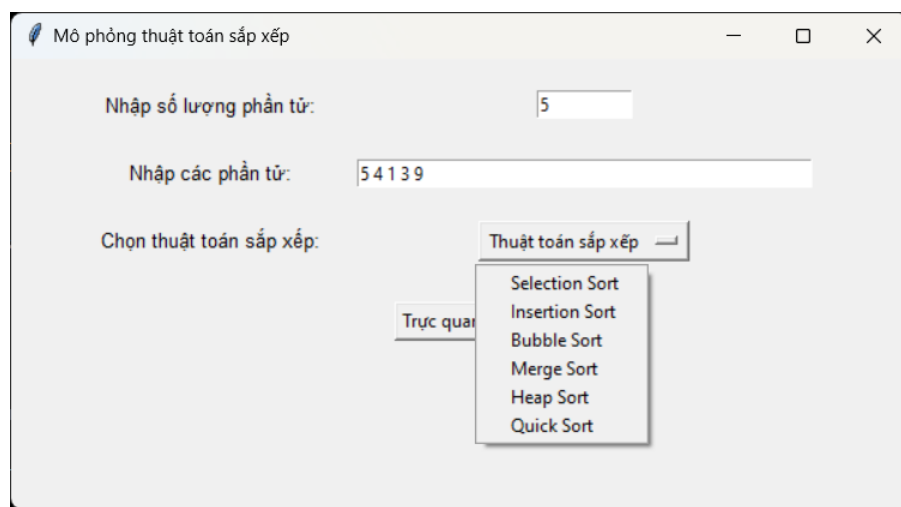 Mô phỏng thuật toán sắp xếp
Nhập số lượng phần tử: 5
Nhập các phần tử: 5 4 1 3 9
Chọn thuật toán sắp xếp: Thuật toán sắp xếp
Selection Sort
Insertion Sort
Trực
Bubble Sort
Merge Sort
Heap Sort
Quick Sort